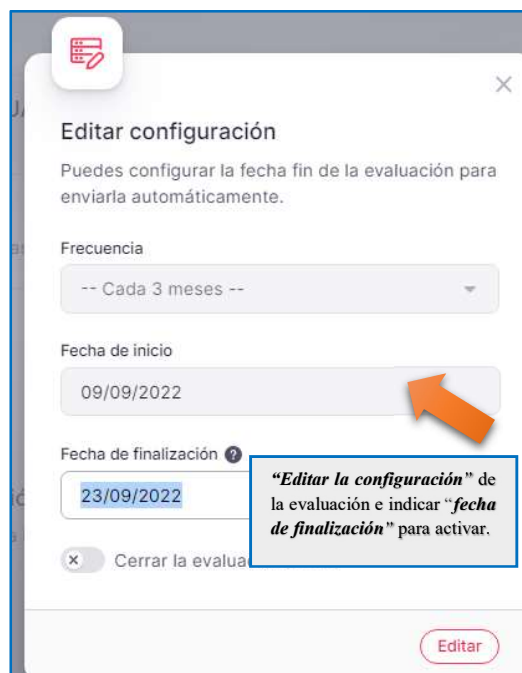 Editar configuración
Puedes configurar la fecha fin de la evaluación para
enviarla automáticamente.
Frecuencia
-- Cada 3 meses --
Fecha de inicio
09/09/2022
Fecha de finalización
23/09/2022
“Editar la configuración” de
la evaluación e indicar “fecha
de finalización” para activar.
Cerrar la
Editar